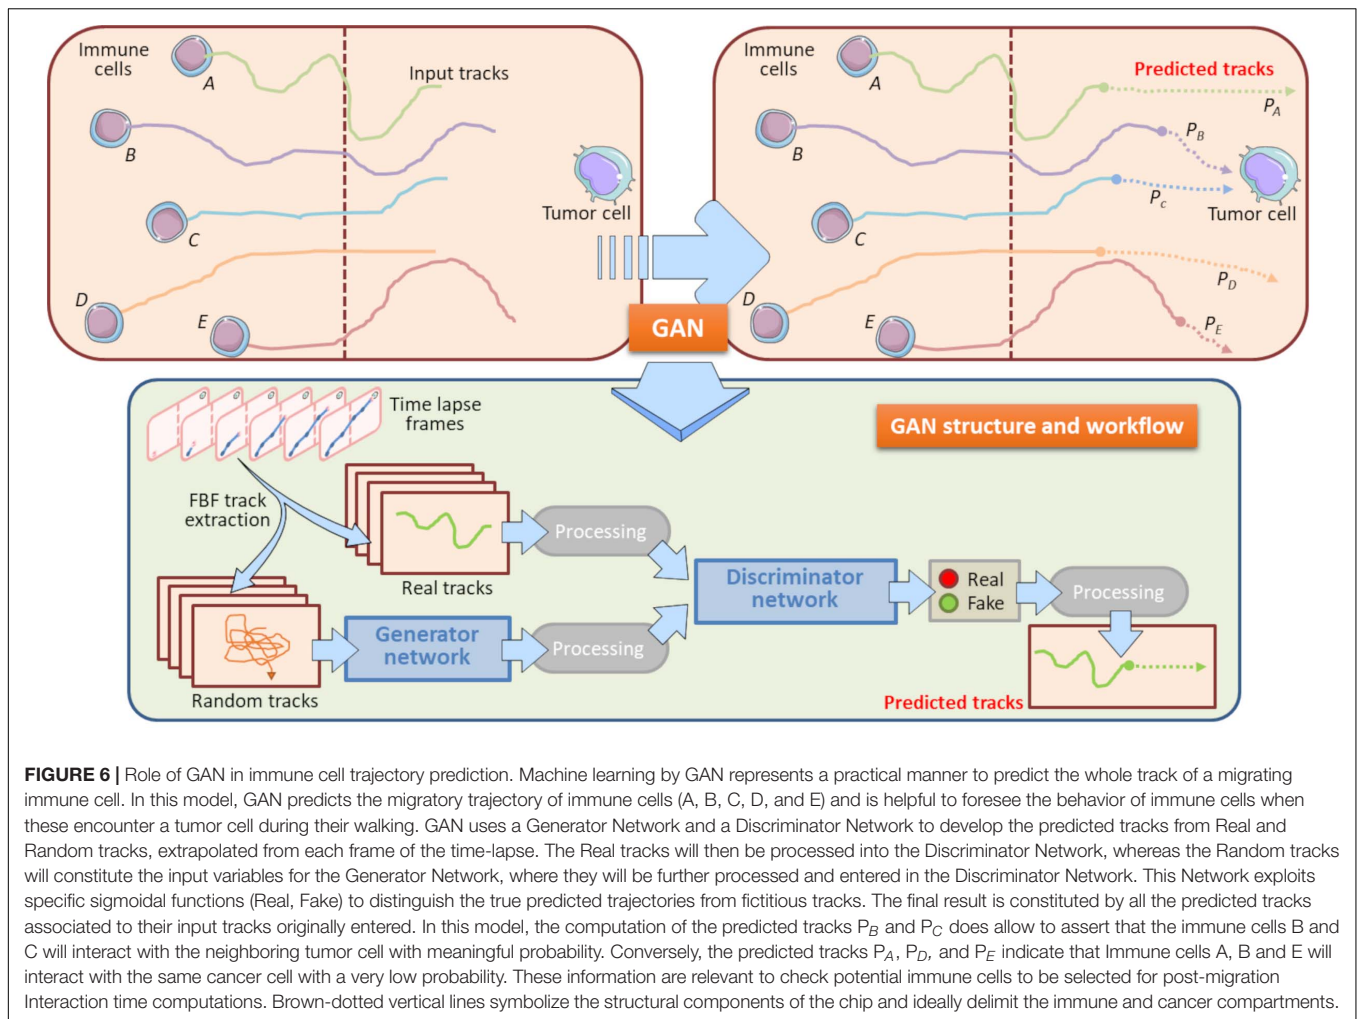 Immune
cells
A
Input tracks
B
C
D
E
Tumor cell
Immune
cells
A
Predicted tracks
P_A
B
P_B
P_c
C
Tumor cell
D
P_D
E
P_E
GAN
Time lapse
frames
GAN structure and workflow
FBF track
extraction
Real tracks
Processing
Discriminator
network
Real
Fake
Processing
Generator
network
Processing
Random tracks
Predicted tracks
FIGURE 6 | Role of GAN in immune cell trajectory prediction. Machine learning by GAN represents a practical manner to predict the whole track of a migrating
immune cell. In this model, GAN predicts the migratory trajectory of immune cells (A, B, C, D, and E) and is helpful to foresee the behavior of immune cells when
these encounter a tumor cell during their walking. GAN uses a Generator Network and a Discriminator Network to develop the predicted tracks from Real and
Random tracks, extrapolated from each frame of the time-lapse. The Real tracks will then be processed into the Discriminator Network, whereas the Random tracks
will constitute the input variables for the Generator Network, where they will be further processed and entered in the Discriminator Network. This Network exploits
specific sigmoidal functions (Real, Fake) to distinguish the true predicted trajectories from fictitious tracks. The final result is constituted by all the predicted tracks
associated to their input tracks originally entered. In this model, the computation of the predicted tracks P_B and P_C does allow to assert that the immune cells B and
C will interact with the neighboring tumor cell with meaningful probability. Conversely, the predicted tracks P_A, P_D, and P_E indicate that Immune cells A, B and E will
interact with the same cancer cell with a very low probability. These information are relevant to check potential immune cells to be selected for post-migration
Interaction time computations. Brown-dotted vertical lines symbolize the structural components of the chip and ideally delimit the immune and cancer compartments.